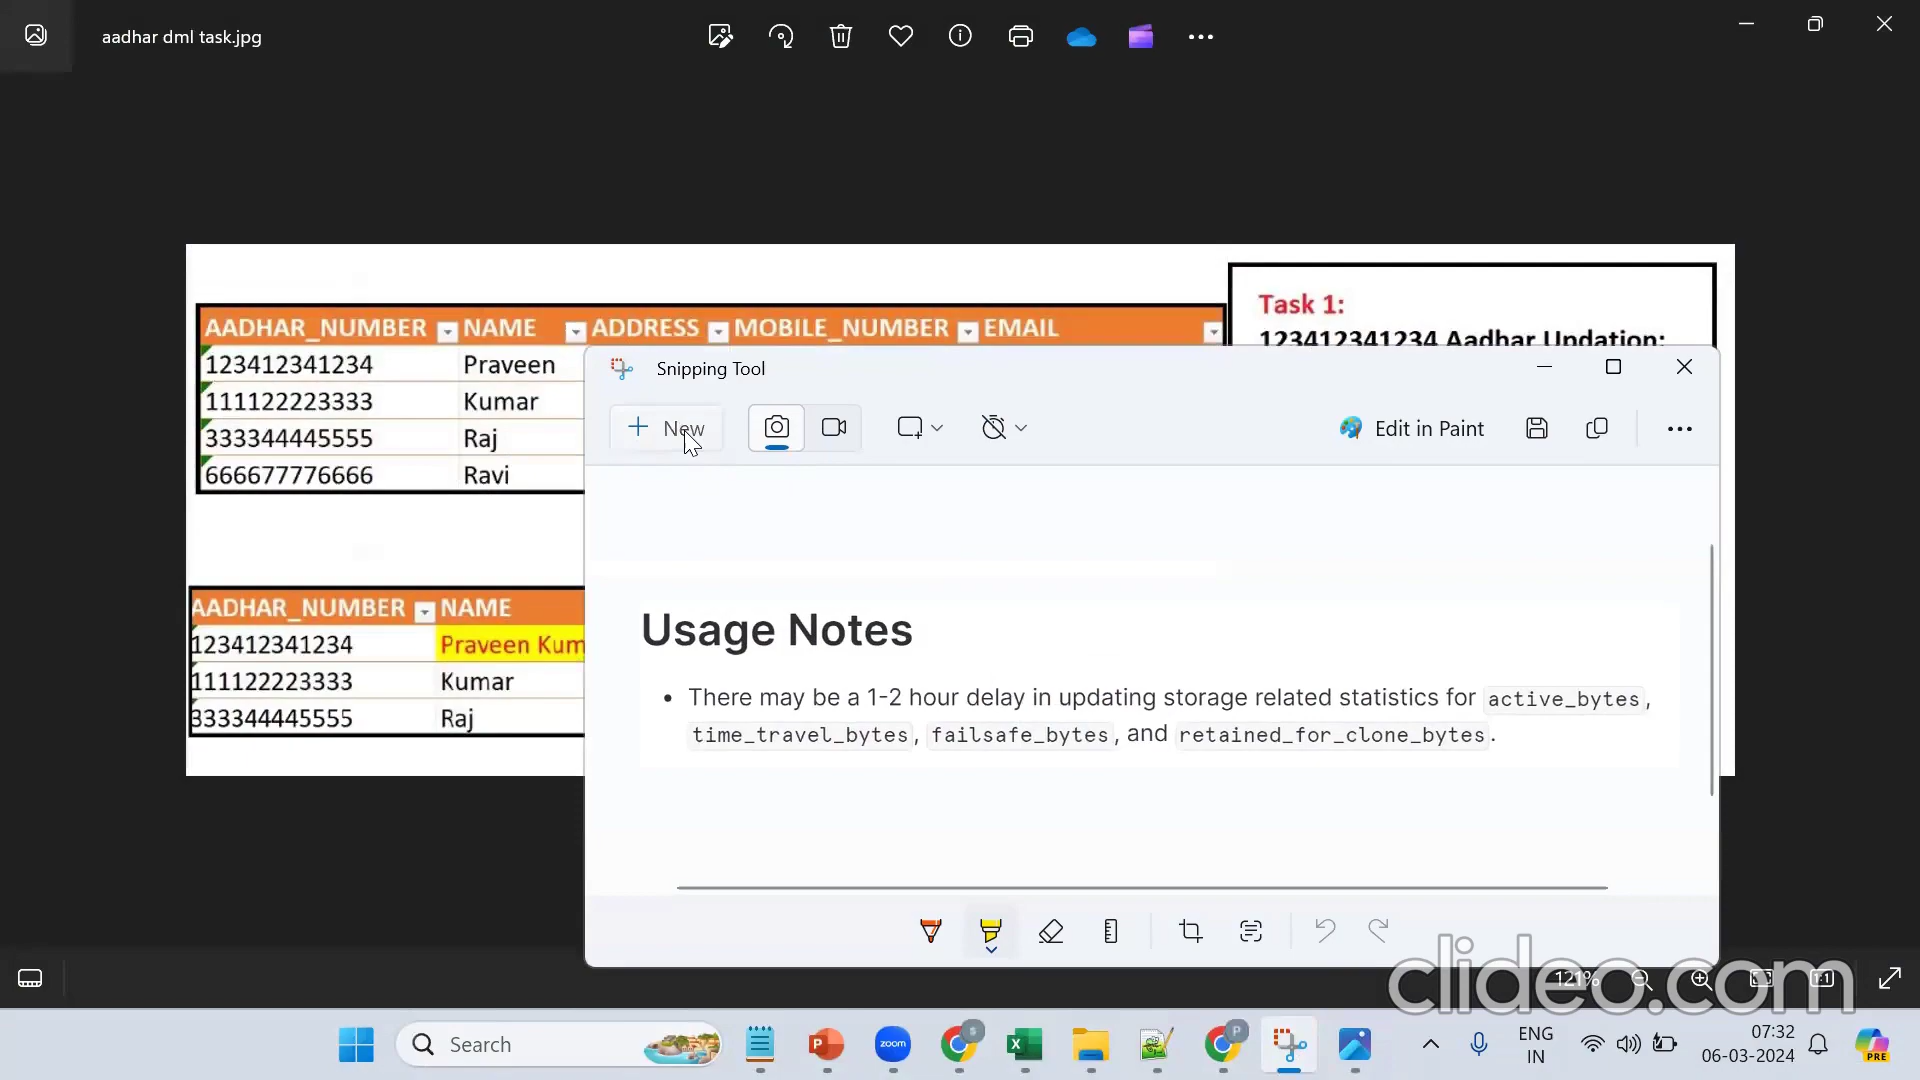 aadhar dml task.jpg
Task 1:
123412341234 Aadhar Updation:
AADHAR_NUMBER NAME ADDRESS MOBILE_NUMBER EMAIL
123412341234 Praveen
111122223333 Kumar
333344445555 Raj
666677776666 Ravi
AADHAR_NUMBER NAME
123412341234 Praveen Kum
111122223333 Kumar
333344445555 Raj
Snipping Tool
New
Edit in Paint
Usage Notes
• There may be a 1-2 hour delay in updating storage related statistics for active_bytes,
time_travel_bytes, failsafe_bytes, and retained_for_clone_bytes.
121%
clideo.com
Search
zoom
ENG
IN
07:32
06-03-2024
PRE